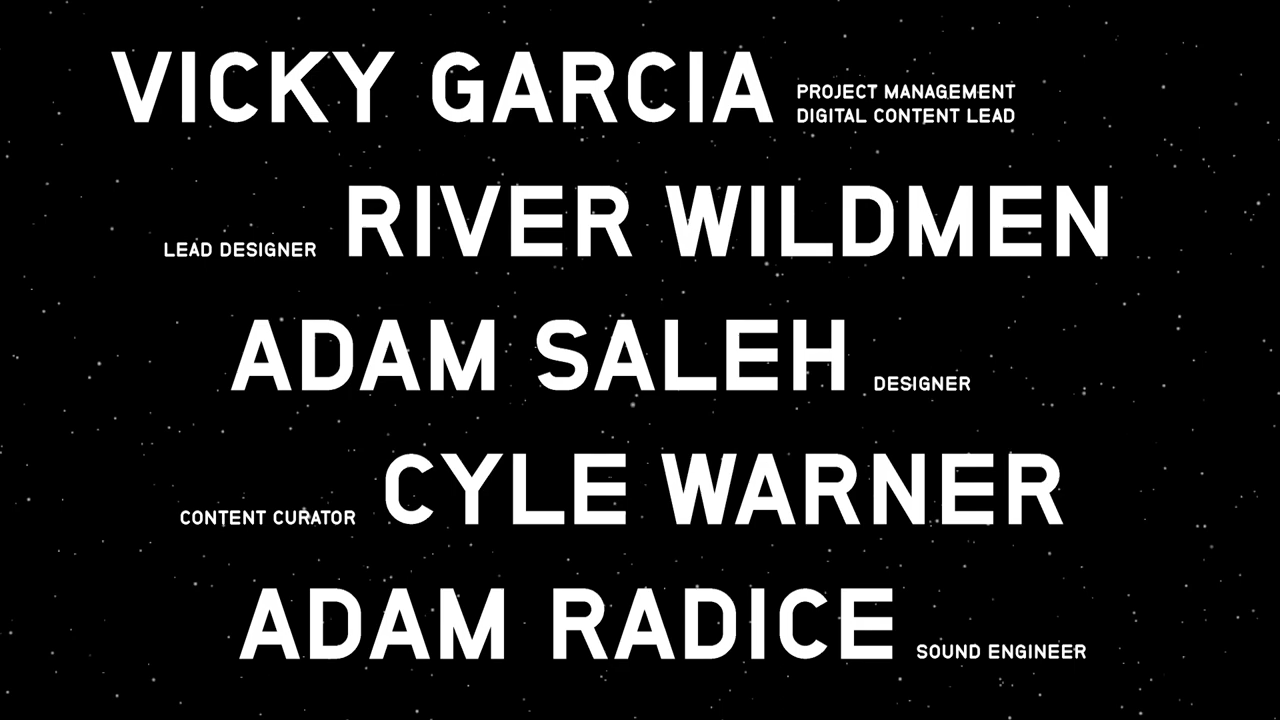 VICKY GARCIA PROJECT MANAGEMENT
DIGITAL CONTENT LEAD
LEAD DESIGNER RIVER WILDMEN
ADAM SALEH DESIGNER
CONTENT CURATOR CYLE WARNER
ADAM RADICE SOUND ENGINEER